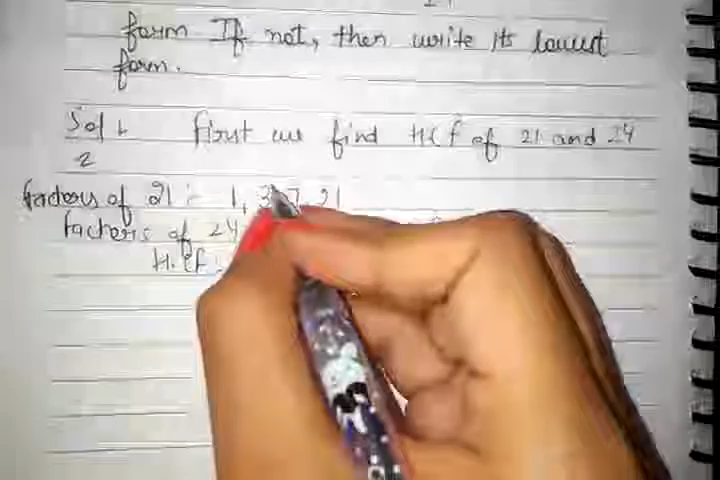 form If not, then write its lowest
form.
Sol :- First we find HCF of 21 and 24
2
factors of 21 :- 1, 3, 7, 21
factors of 24
H.CF